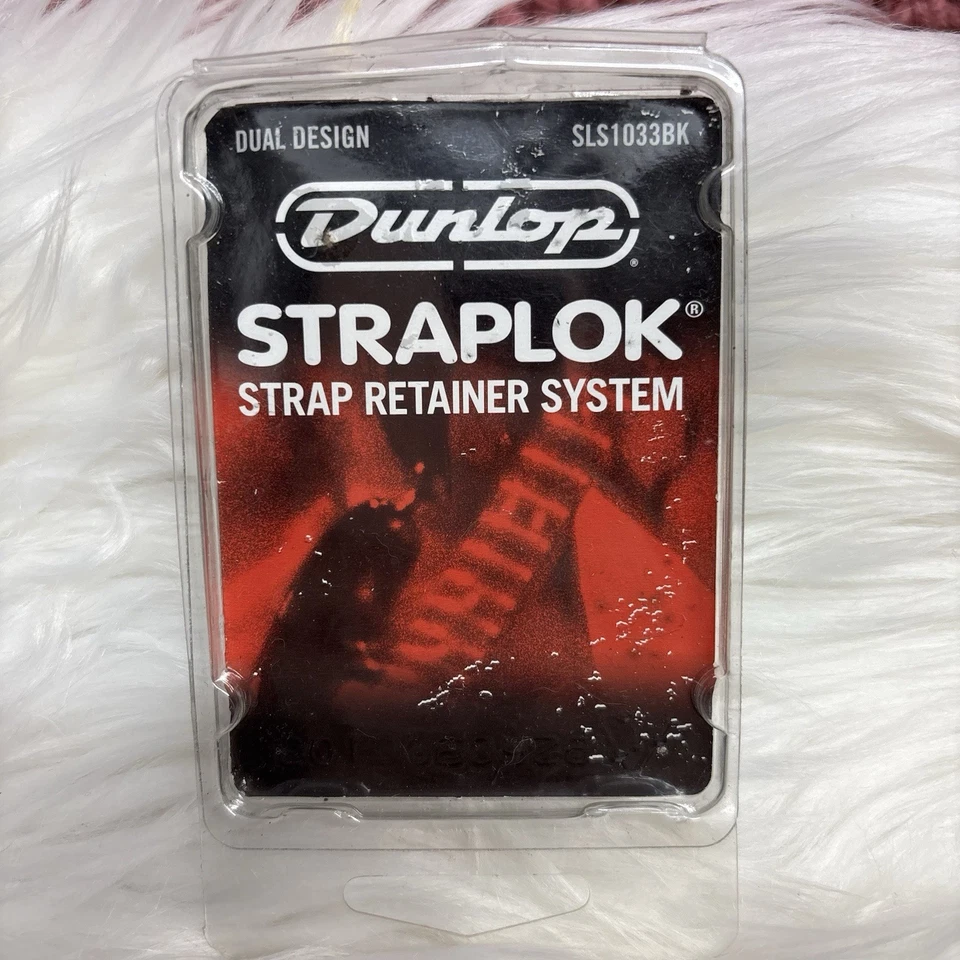 DUAL DESIGN SLS1033BK
Dunlop®
STRAPLOK®
STRAP RETAINER SYSTEM